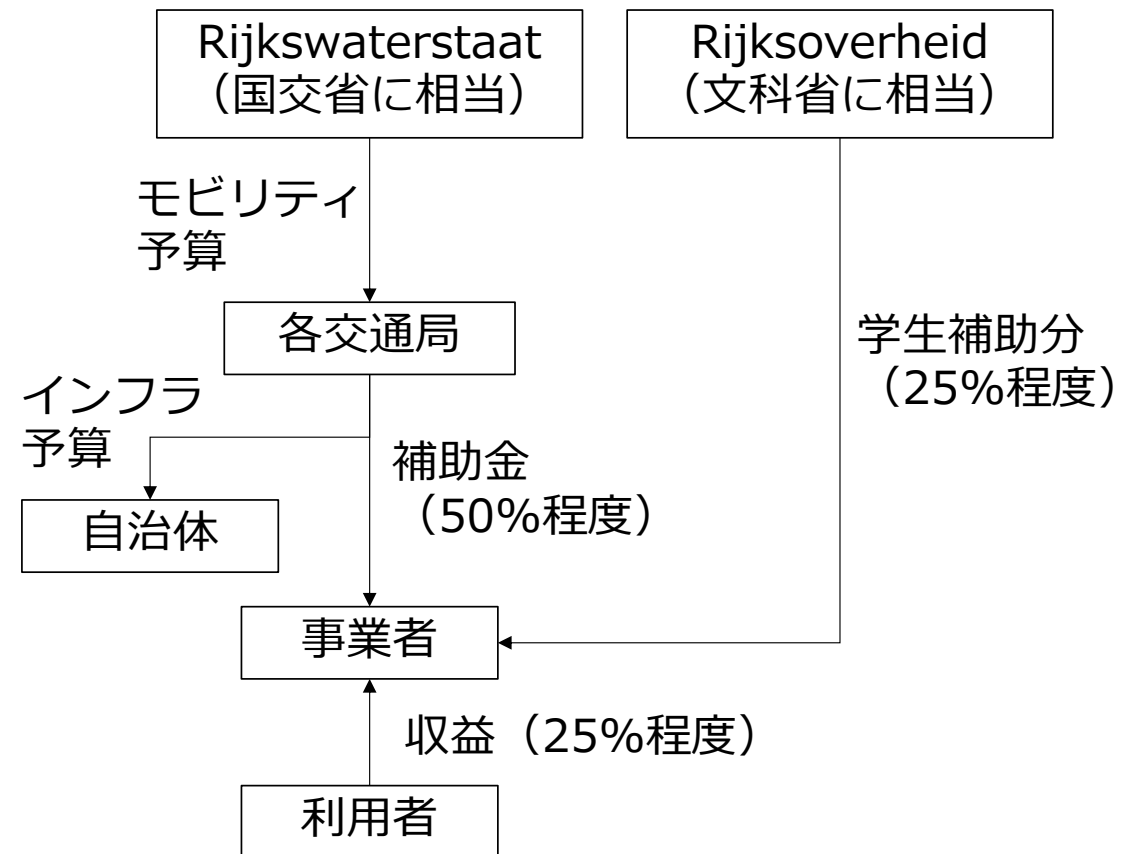 Rijkswaterstaat
（国交省に相当）
Rijksoverheid
（文科省に相当）
モビリティ
予算
各交通局
学生補助分
（25%程度）
インフラ
予算
補助金
（50%程度）
自治体
事業者
収益（25%程度）
利用者